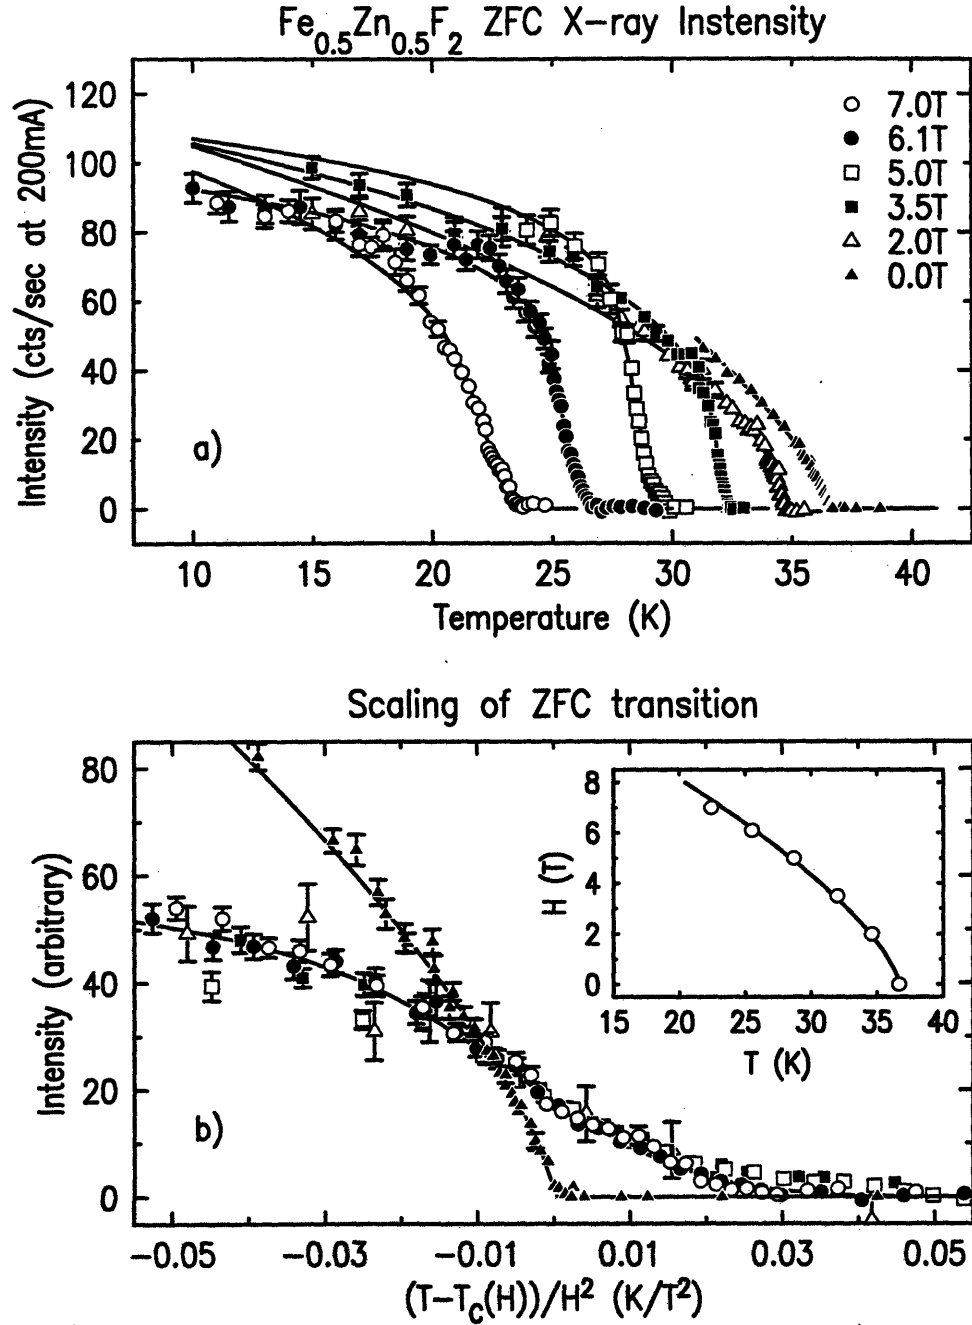 Fe0.5Zn0.5F2 ZFC X-ray Instensity
120
100
80
60
40
20
0
Intensity (cts/sec at 200mA)
7.0T
6.1T
5.0T
3.5T
2.0T
0.0T
a)
10 15 20 25 30 35 40
Temperature (K)
Scaling of ZFC transition
80
60
40
20
0
Intensity (arbitrary)
8
6
4
2
0
H (T)
15 20 25 30 35 40
T (K)
b)
-0.05 -0.03 -0.01 0.01 0.03 0.05
(T-TC(H))/H² (K/T²)